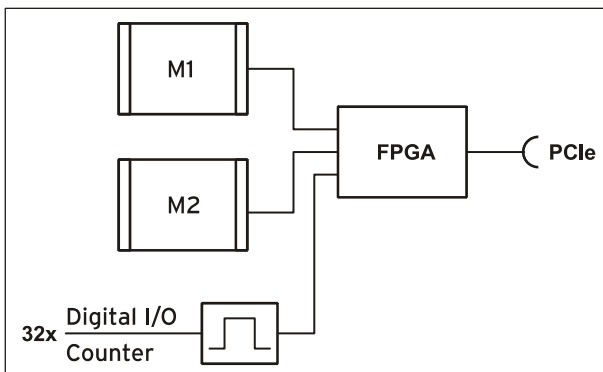 M1
FPGA
PCIe
M2
32x Digital I/O
Counter